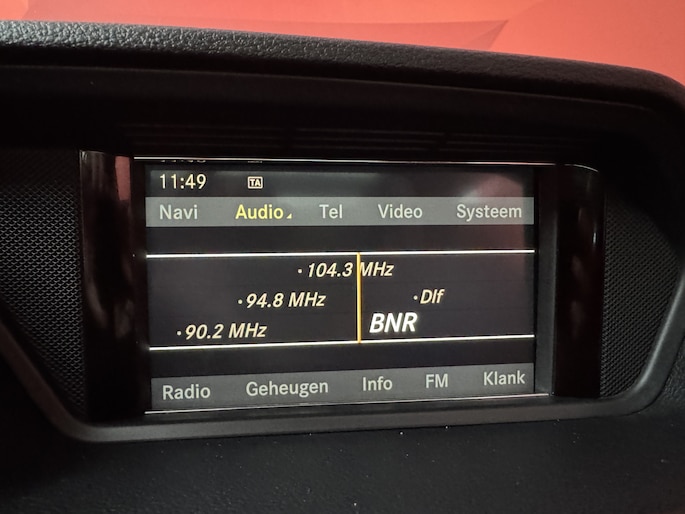 11:49 TA
Navi Audio Tel Video Systeem
• 104.3 MHz
• 94.8 MHz • Dlf
• 90.2 MHz BNR
Radio Geheugen Info FM Klank